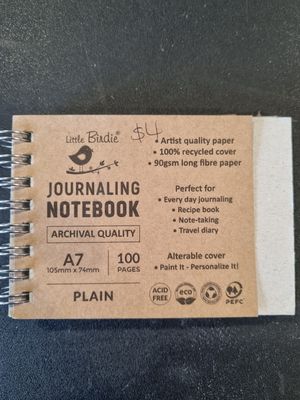 $4
Little Birdie®
JOURNALING
NOTEBOOK
ARCHIVAL QUALITY
A7
105mm x 74mm
100
PAGES
PLAIN
• Artist quality paper
• 100% recycled cover
• 90gsm long fibre paper
Perfect for
• Every day journaling
• Recipe book
• Note-taking
• Travel diary
Alterable cover
• Paint It - Personalize It!
ACID
FREE
eco
PEFC